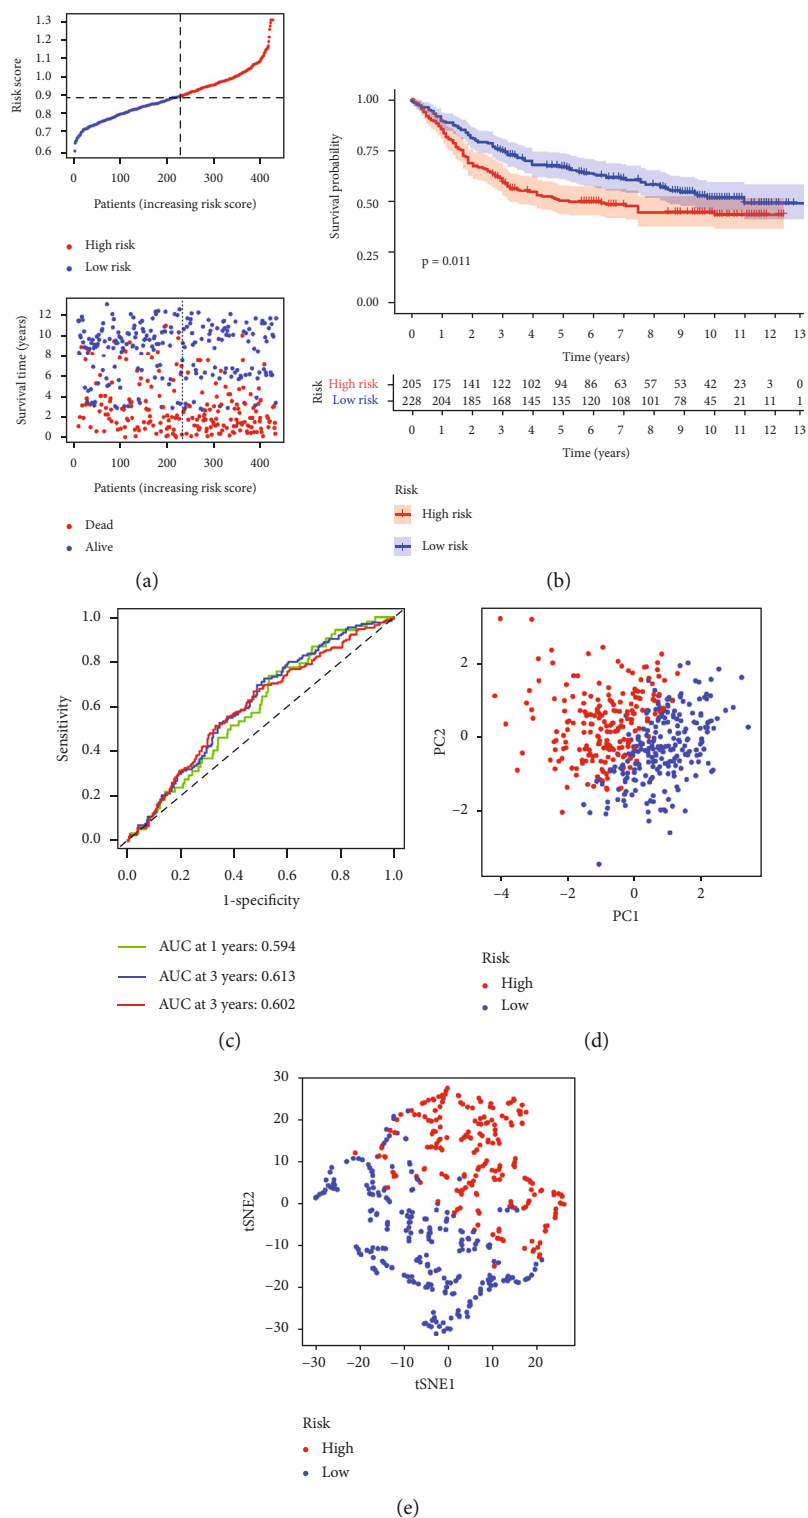 1.3
1.2
1.1
1.0
0.9
0.8
0.7
0.6
Risk score
0 100 200 300 400
Patients (increasing risk score)
High risk
Low risk
12
10
8
6
4
2
0
Survival time (years)
0 100 200 300 400
Patients (increasing risk score)
Dead
Alive
(a)
1.00
0.75
0.50
0.25
0.00
Survival probability
p = 0.011
0 1 2 3 4 5 6 7 8 9 10 11 12 13
Time (years)
Risk
High risk 205 175 141 122 102 94 86 63 57 53 42 23 3 0
Low risk 228 204 185 168 145 135 120 108 101 78 45 21 11 1
0 1 2 3 4 5 6 7 8 9 10 11 12 13
Time (years)
Risk
High risk
Low risk
(b)
1.0
0.8
0.6
0.4
0.2
0.0
Sensitivity
0.0 0.2 0.4 0.6 0.8 1.0
1-specificity
AUC at 1 years: 0.594
AUC at 3 years: 0.613
AUC at 3 years: 0.602
(c)
2
0
−2
PC2
−4 −2 0 2
PC1
Risk
High
Low
(d)
30
20
10
0
−10
−20
−30
tSNE2
−30 −20 −10 0 10 20
tSNE1
Risk
High
Low
(e)